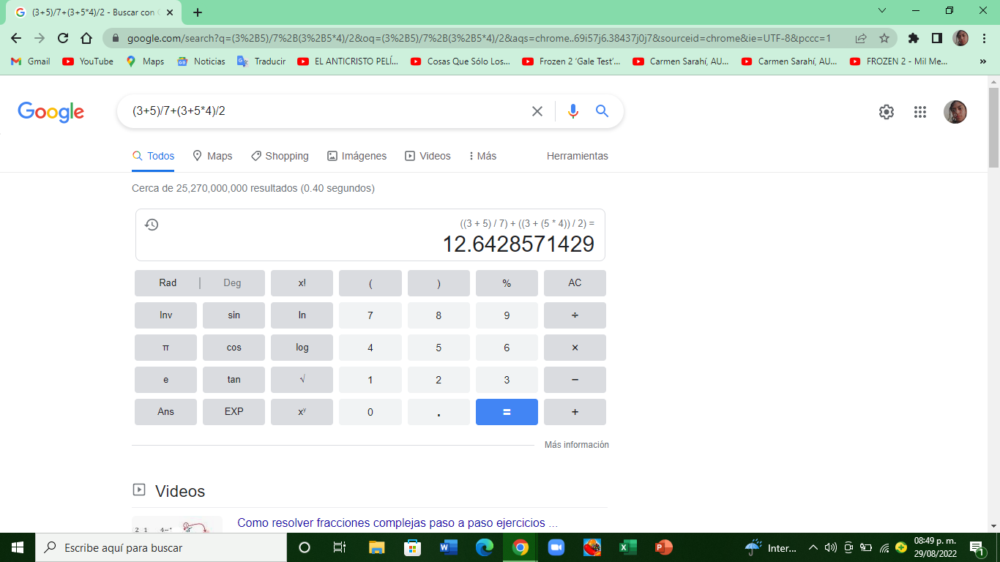 (3+5)/7+(3+5*4)/2 - Buscar con G
google.com/search?q=(3%2B5)/7%2B(3%2B5*4)/2&oq=(3%2B5)/7%2B(3%2B5*4)/2&aqs=chrome..69i57j6.38437j0j7&sourceid=chrome&ie=UTF-8&pccc=1
Gmail YouTube Maps Noticias Traducir EL ANTICRISTO PELÍ... Cosas Que Sólo Los... Frozen 2 'Gale Test'... Carmen Sarahí, AU... Carmen Sarahí, AU... FROZEN 2 - Mil Me... »
Google (3+5)/7+(3+5*4)/2
Todos Maps Shopping Imágenes Videos Más Herramientas
Cerca de 25,270,000,000 resultados (0.40 segundos)
((3 + 5) / 7) + ((3 + (5 * 4)) / 2) =
12.6428571429
Rad | Deg x! ( ) % AC
Inv sin ln 7 8 9 ÷
π cos log 4 5 6 ×
e tan √ 1 2 3 −
Ans EXP xʸ 0 . = +
Más información
Videos
Como resolver fracciones complejas paso a paso ejercicios ...
Escribe aquí para buscar
Inter...
08:49 p. m.
29/08/2022
1